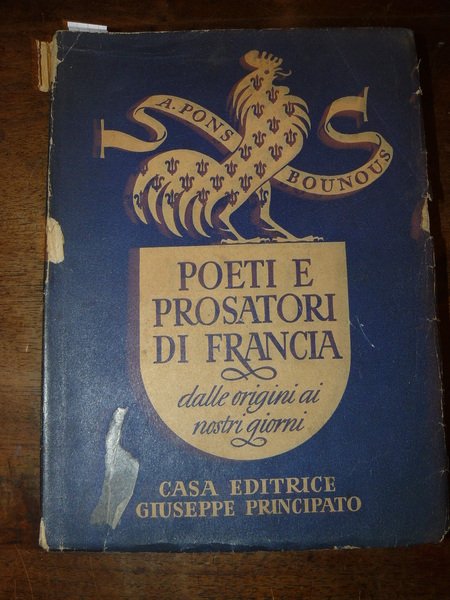 A. PONS
BOUNOUS
POETI E
PROSATORI
DI FRANCIA
dalle origini ai
nostri giorni
CASA EDITRICE
GIUSEPPE PRINCIPATO